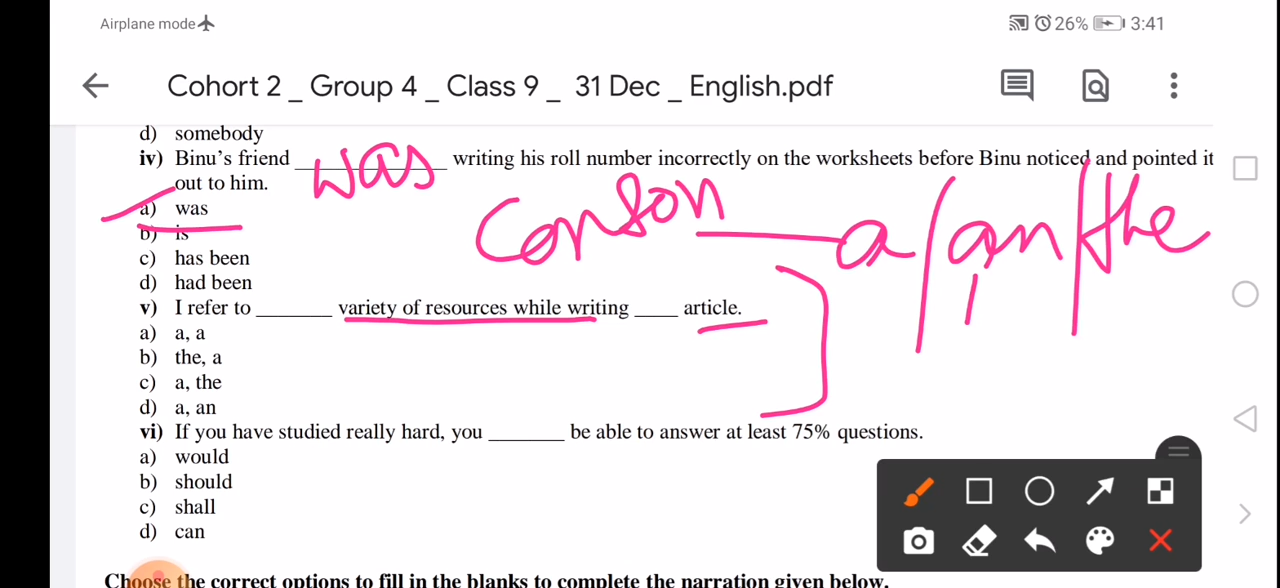 Airplane mode 26% 3:41
Cohort 2 _ Group 4 _ Class 9 _ 31 Dec _ English.pdf
d) somebody
iv) Binu's friend ______________ writing his roll number incorrectly on the worksheets before Binu noticed and pointed it
was
out to him.
a) was
b) is
c) has been
d) had been
conson a/an/the
v) I refer to _______ variety of resources while writing ____ article.
a) a, a
b) the, a
c) a, the
d) a, an
vi) If you have studied really hard, you _______ be able to answer at least 75% questions.
a) would
b) should
c) shall
d) can
Choose the correct options to fill in the blanks to complete the narration given below.